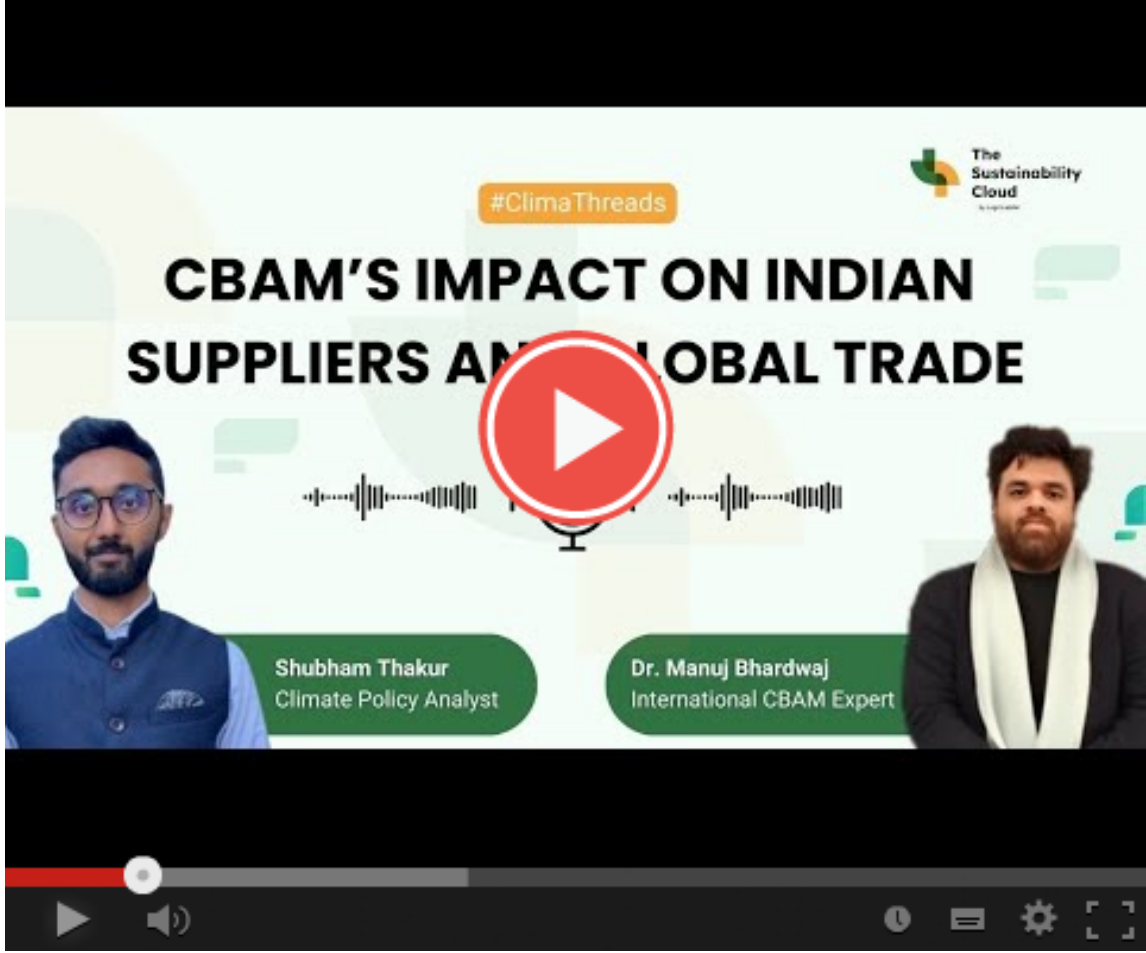 The
Sustainability
Cloud
#ClimaThreads
CBAM'S IMPACT ON INDIAN
SUPPLIERS LOBAL TRADE
Shubham Thakur
Climate Policy Analyst
Dr. Manuj Bhardwaj
International CBAM Expert